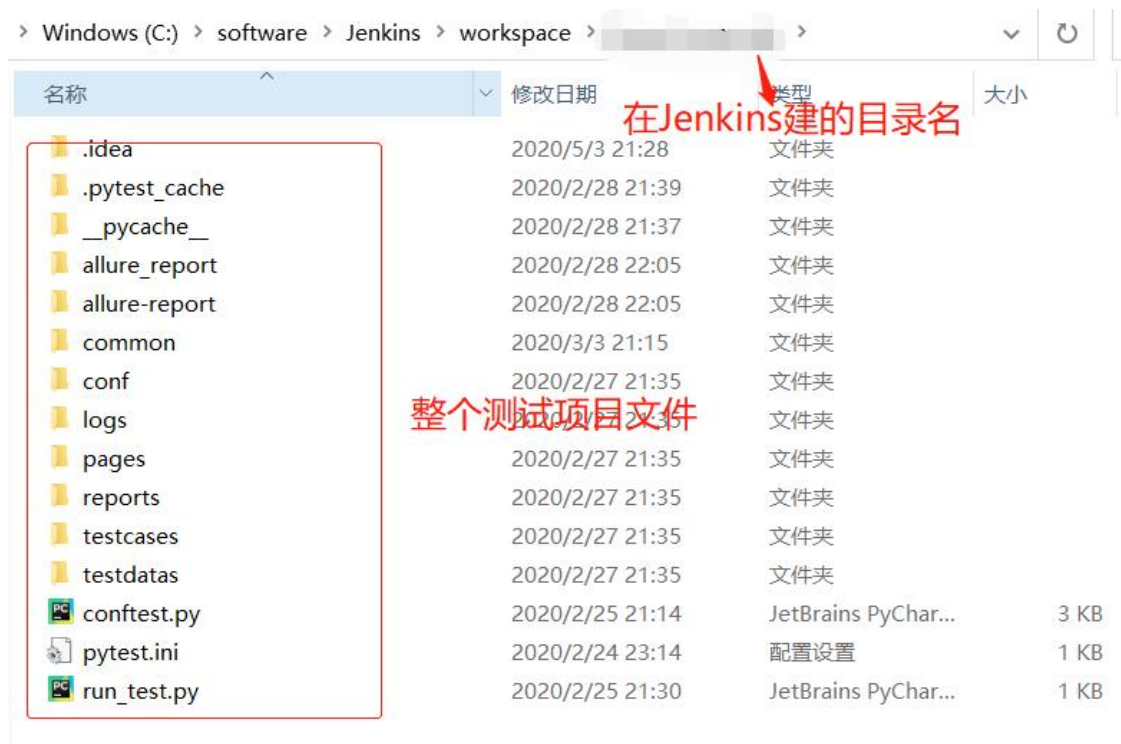 > Windows (C:) > software > Jenkins > workspace > >
名称 修改日期 类型 大小
在Jenkins建的目录名
.idea 2020/5/3 21:28 文件夹
.pytest_cache 2020/2/28 21:39 文件夹
__pycache__ 2020/2/28 21:37 文件夹
allure_report 2020/2/28 22:05 文件夹
allure-report 2020/2/28 22:05 文件夹
common 2020/3/3 21:15 文件夹
conf 2020/2/27 21:35 文件夹
整个测试项目文件
logs 2020/2/27 21:35 文件夹
pages 2020/2/27 21:35 文件夹
reports 2020/2/27 21:35 文件夹
testcases 2020/2/27 21:35 文件夹
testdatas 2020/2/27 21:35 文件夹
conftest.py 2020/2/25 21:14 JetBrains PyChar... 3 KB
pytest.ini 2020/2/24 23:14 配置设置 1 KB
run_test.py 2020/2/25 21:30 JetBrains PyChar... 1 KB